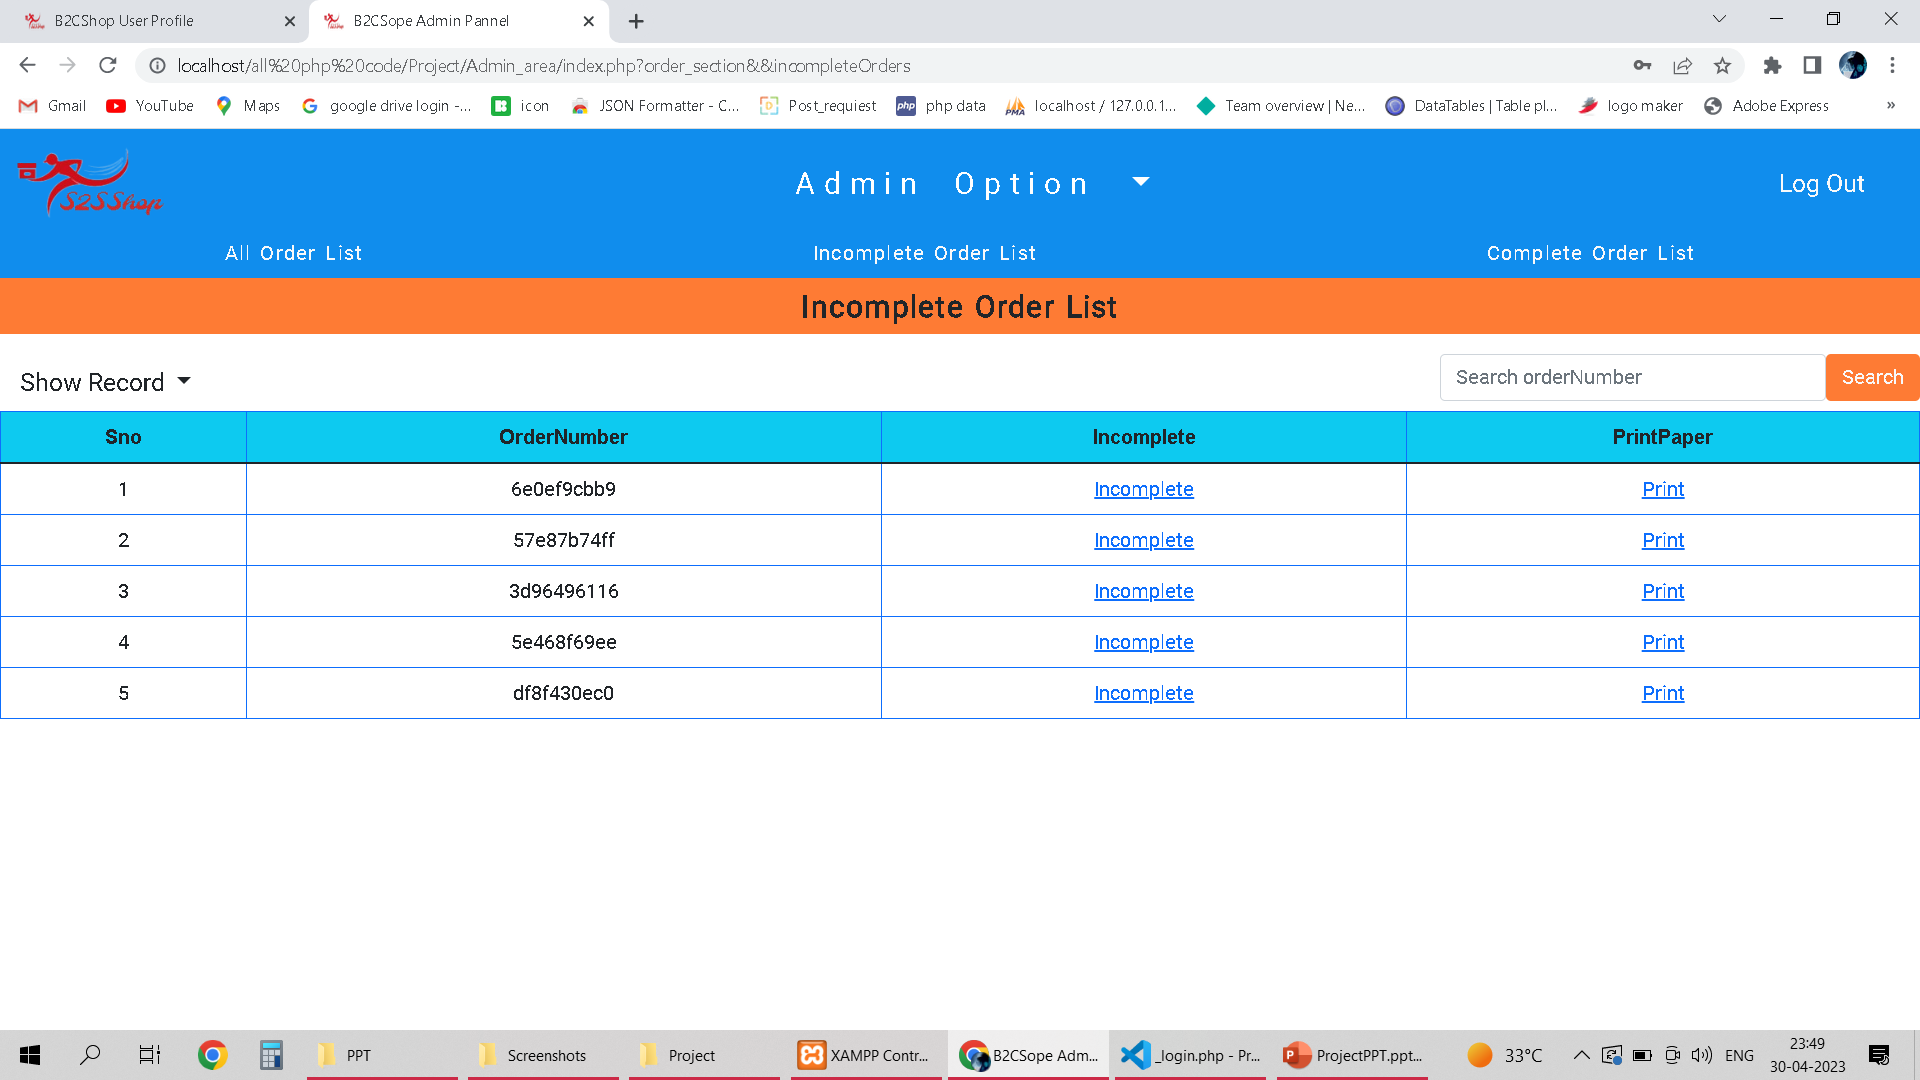 B2CShop User Profile
B2CSope Admin Pannel
localhost/all%20php%20code/Project/Admin_area/index.php?order_section&&incompleteOrders
Gmail YouTube Maps google drive login -... icon JSON Formatter - C... Post_requiest php php data PMA localhost / 127.0.0.1... Team overview | Ne... DataTables | Table pl... logo maker Adobe Express »
S2SShop
Admin Option
Log Out
All Order List Incomplete Order List Complete Order List
Incomplete Order List
Show Record
Search orderNumber Search
Sno OrderNumber Incomplete PrintPaper
1 6e0ef9cbb9 Incomplete Print
2 57e87b74ff Incomplete Print
3 3d96496116 Incomplete Print
4 5e468f69ee Incomplete Print
5 df8f430ec0 Incomplete Print
PPT Screenshots Project XAMPP Contr... B2CSope Adm... _login.php - Pr... ProjectPPT.ppt... 33°C ENG 23:49
30-04-2023